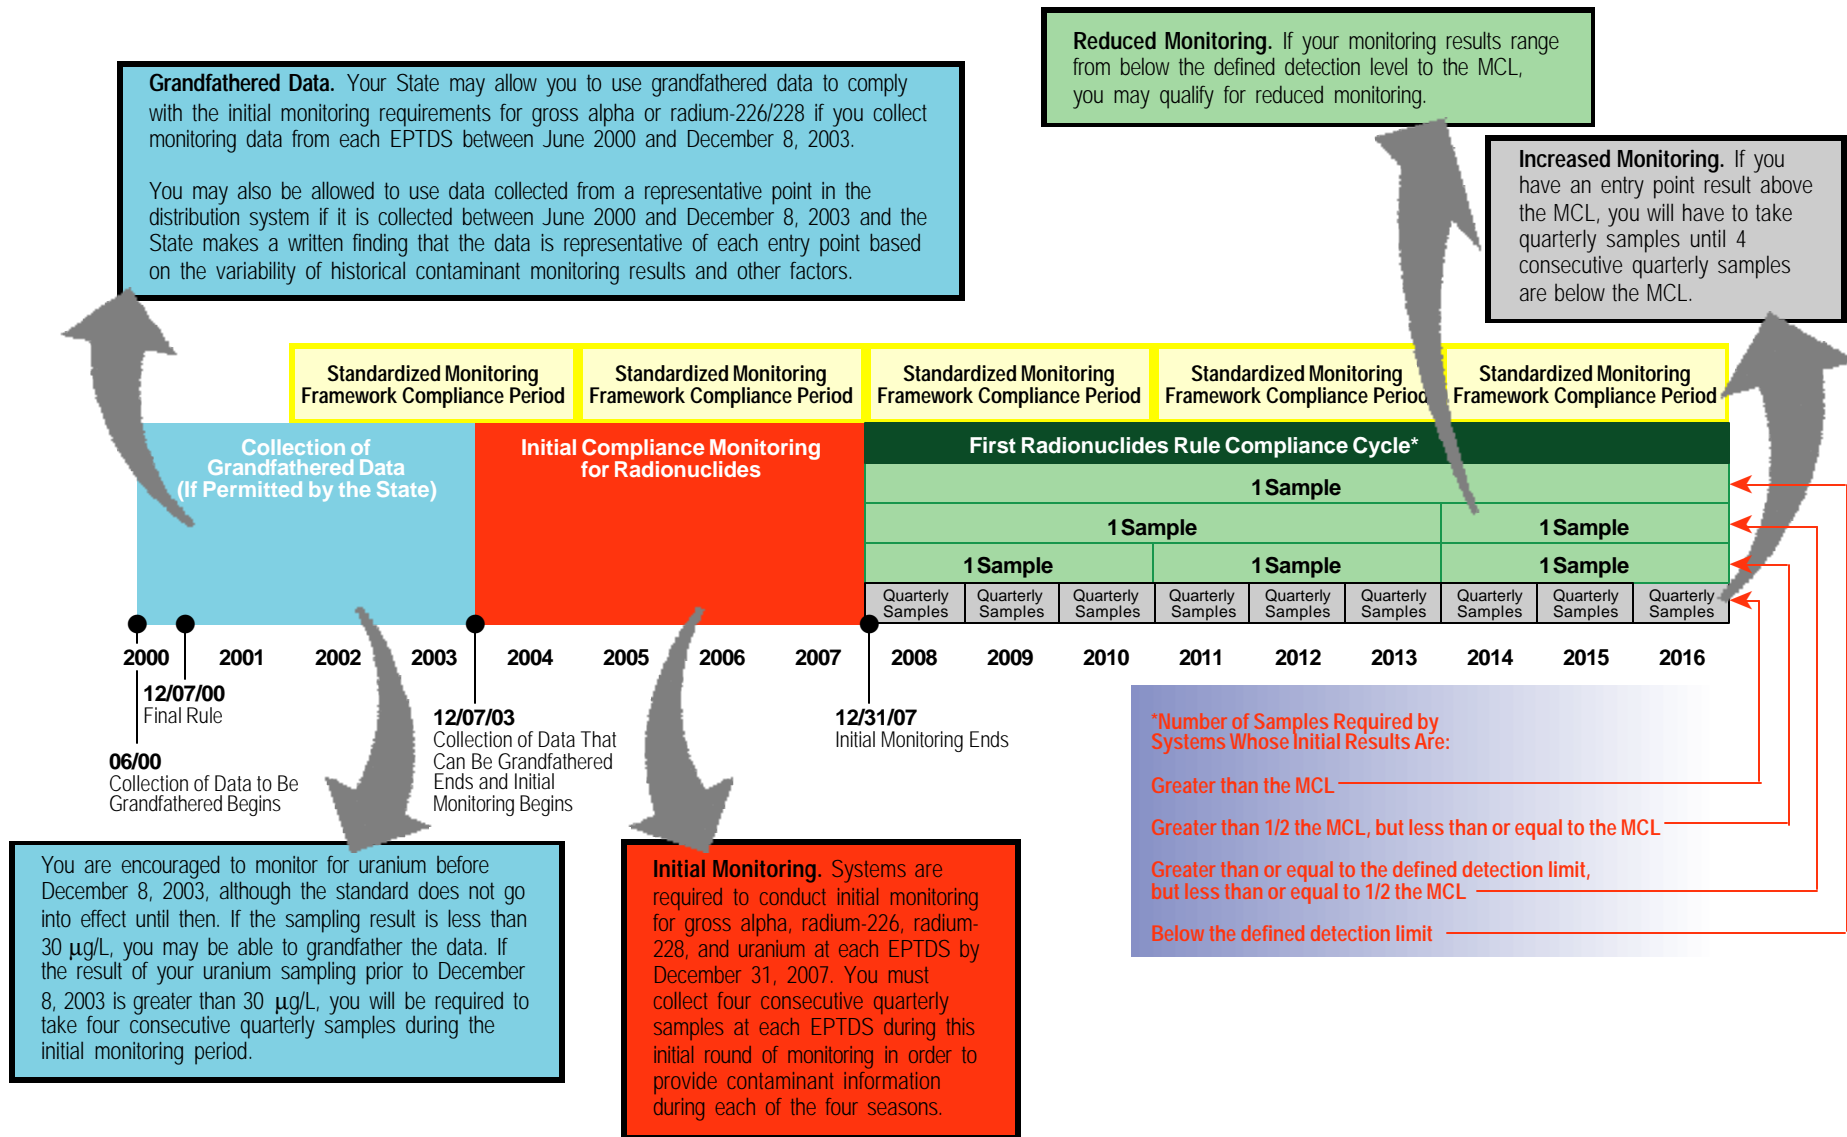 Reduced Monitoring. If your monitoring results range
from below the defined detection level to the MCL,
you may qualify for reduced monitoring.
Grandfathered Data. Your State may allow you to use grandfathered data to comply
with the initial monitoring requirements for gross alpha or radium-226/228 if you collect
monitoring data from each EPTDS between June 2000 and December 8, 2003.
You may also be allowed to use data collected from a representative point in the
distribution system if it is collected between June 2000 and December 8, 2003 and the
State makes a written finding that the data is representative of each entry point based
on the variability of historical contaminant monitoring results and other factors.
Increased Monitoring. If you
have an entry point result above
the MCL, you will have to take
quarterly samples until 4
consecutive quarterly samples
are below the MCL.
Standardized Monitoring
Framework Compliance Period
Standardized Monitoring
Framework Compliance Period
Standardized Monitoring
Framework Compliance Period
Standardized Monitoring
Framework Compliance Period
Standardized Monitoring
Framework Compliance Period
Collection of
Grandfathered Data
(If Permitted by the State)
Initial Compliance Monitoring
for Radionuclides
First Radionuclides Rule Compliance Cycle*
1 Sample
1 Sample
1 Sample
1 Sample
1 Sample
1 Sample
Quarterly
Samples
Quarterly
Samples
Quarterly
Samples
Quarterly
Samples
Quarterly
Samples
Quarterly
Samples
Quarterly
Samples
Quarterly
Samples
Quarterly
Samples
2000 2001 2002 2003 2004 2005 2006 2007 2008 2009 2010 2011 2012 2013 2014 2015 2016
12/07/00
Final Rule
06/00
Collection of Data to Be
Grandfathered Begins
12/07/03
Collection of Data That
Can Be Grandfathered
Ends and Initial
Monitoring Begins
12/31/07
Initial Monitoring Ends
*Number of Samples Required by
Systems Whose Initial Results Are:
Greater than the MCL
Greater than 1/2 the MCL, but less than or equal to the MCL
Greater than or equal to the defined detection limit,
but less than or equal to 1/2 the MCL
Below the defined detection limit
You are encouraged to monitor for uranium before
December 8, 2003, although the standard does not go
into effect until then. If the sampling result is less than
30 µg/L, you may be able to grandfather the data. If
the result of your uranium sampling prior to December
8, 2003 is greater than 30 µg/L, you will be required to
take four consecutive quarterly samples during the
initial monitoring period.
Initial Monitoring. Systems are
required to conduct initial monitoring
for gross alpha, radium-226, radium-
228, and uranium at each EPTDS by
December 31, 2007. You must
collect four consecutive quarterly
samples at each EPTDS during this
initial round of monitoring in order to
provide contaminant information
during each of the four seasons.